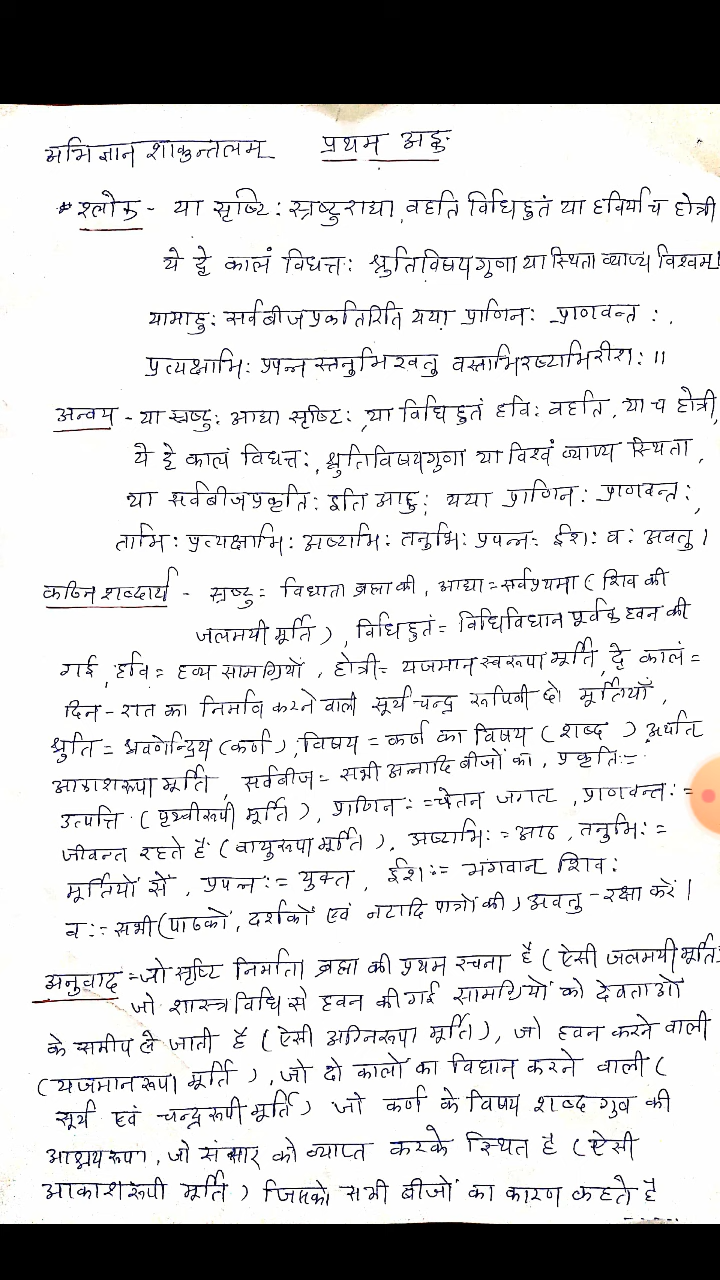 अभिज्ञान शाकुन्तलम् प्रथम अङ्क
* श्लोक - या सृष्टि: स्रष्टुराद्या, वहति विधिहुतं या हविर्याच होत्री
ये द्वे कालं विधत्त: श्रुतिविषयगुणा या स्थिता व्याप्य विश्वम।
यामाहु: सर्वबीजप्रकतिरिति यया प्राणिन: प्राणवन्त:,
प्रत्यक्षाभि: प्रपन्न स्तनुभिरवतु वस्ताभिरष्याभिरीश: ॥
अन्वय - या स्रष्टु: आद्या सृष्टि:, या विधिहुतं हवि: वहति, या च होत्री,
ये द्वे कालं विधत्त:, श्रुतिविषयगुणा या विश्वं व्याप्य स्थिता,
या सर्वबीजप्रकृति: इति आहु:, यया प्राणिन: प्राणवन्त:,
ताभि: प्रत्यक्षाभि: अष्याभि: तनुभि: प्रपन्न: ईश: व: अवतु।
कठिन शब्दार्थ - स्रष्टु: = विधाता ब्रह्मा की, आद्या = सर्वप्रथमा (शिव की
जलमयी मूर्ति), विधिहुतं = विधिविधान पूर्वक हवन की
गई, हवि = हव्य सामग्रियों, होत्री = यजमान स्वरूपा मूर्ति, द्वे कालं =
दिन-रात का निर्माण करने वाली सूर्य चन्द्र रूपिणी दो मूर्तियाँ,
श्रुति = श्रवणेन्द्रिय (कर्ण), विषय = कर्ण का विषय (शब्द) अर्थात
आकाशरूपा मूर्ति, सर्वबीज = सभी अन्नादि बीजों का, प्रकृति: =
उत्पत्ति (पृथ्वीरूपी मूर्ति), प्राणिन: = चेतन जगत, प्राणवन्त: =
जीवन्त रहते हैं (वायुरूपा मूर्ति), अष्याभि: = आठ, तनुभि: =
मूर्तियों से, प्रपन्न: = युक्त, ईश: = भगवान शिव:
व: = सभी (पाठकों, दर्शकों एवं नटादि पात्रों की) अवतु - रक्षा करें।
अनुवाद = जो सृष्टि निर्माता ब्रह्मा की प्रथम रचना है (ऐसी जलमयी मूर्ति
जो शास्त्र विधि से हवन की गई सामग्रियों को देवताओं
के समीप ले जाती है (ऐसी अग्निरूपा मूर्ति), जो हवन करने वाली
(यजमान रूपा मूर्ति), जो दो कालों का विधान करने वाली (
सूर्य एवं चन्द्ररूपी मूर्ति) जो कर्ण के विषय शब्द गुण की
आश्रयरूपा, जो संसार को व्याप्त करके स्थित है (ऐसी
आकाशरूपी मूर्ति) जिसको सभी बीजों का कारण कहते है